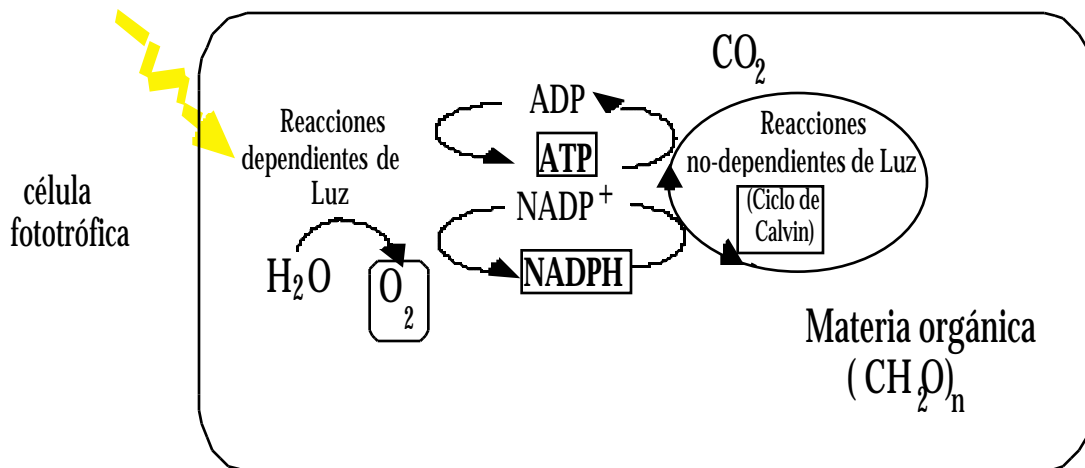 célula
fototrófica
Reacciones
dependientes de
Luz
H₂O
O₂
ADP
ATP
NADP⁺
NADPH
CO₂
Reacciones
no-dependientes de Luz
(Ciclo de
Calvin)
Materia orgánica
( CH₂O)ₙ